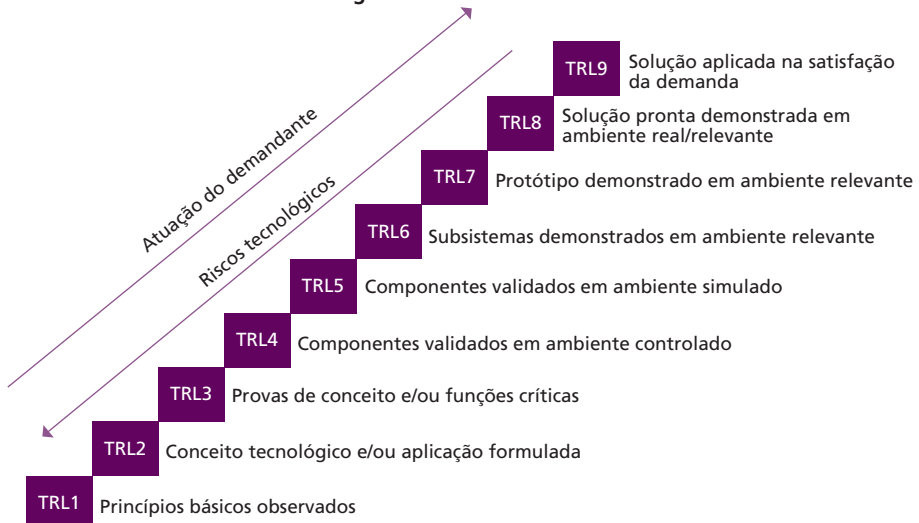 g
TRL9
Solução aplicada na satisfação
da demanda
TRL8
Solução pronta demonstrada em
ambiente real/relevante
TRL7
Protótipo demonstrado em ambiente relevante
TRL6
Subsistemas demonstrados em ambiente relevante
TRL5
Componentes validados em ambiente simulado
TRL4
Componentes validados em ambiente controlado
TRL3
Provas de conceito e/ou funções críticas
TRL2
Conceito tecnológico e/ou aplicação formulada
TRL1
Princípios básicos observados
Atuação do demandante
Riscos tecnológicos